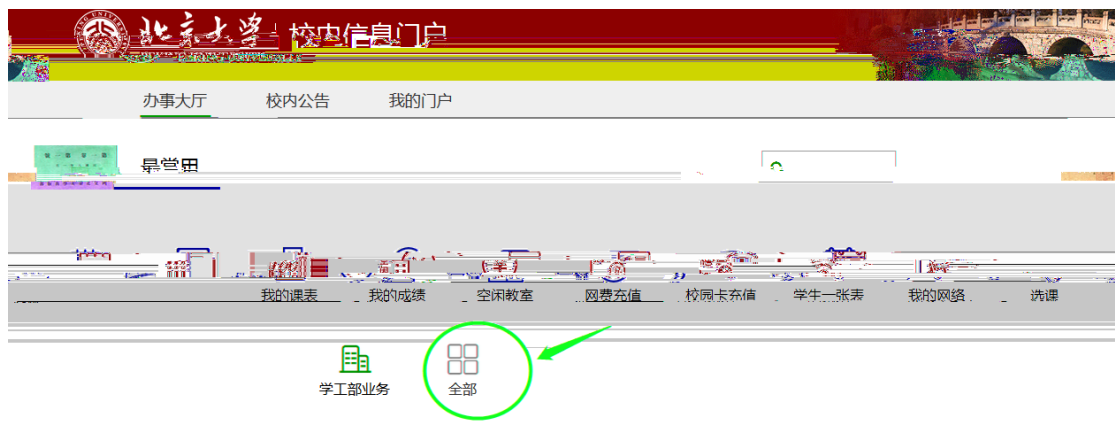 北京大学 校内信息门户
办事大厅 校内公告 我的门户
最常用
我的课表 我的成绩 空闲教室 网费充值 校园卡充值 学生一张表 我的网络 选课
学工部业务 全部